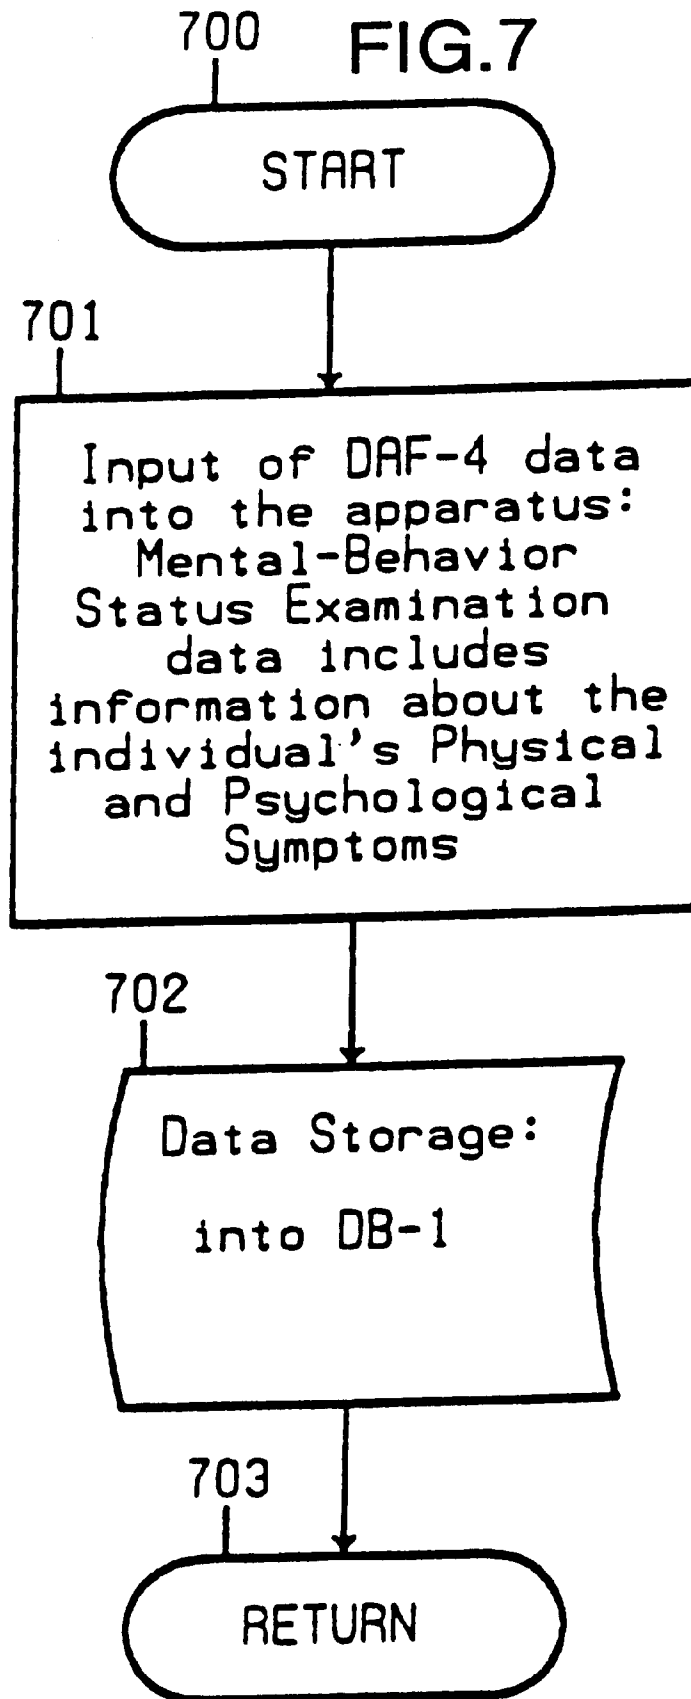 700
FIG.7
START
701
Input of DAF-4 data
into the apparatus:
Mental-Behavior
Status Examination
data includes
information about the
individual's Physical
and Psychological
Symptoms
702
Data Storage:
into DB-1
703
RETURN